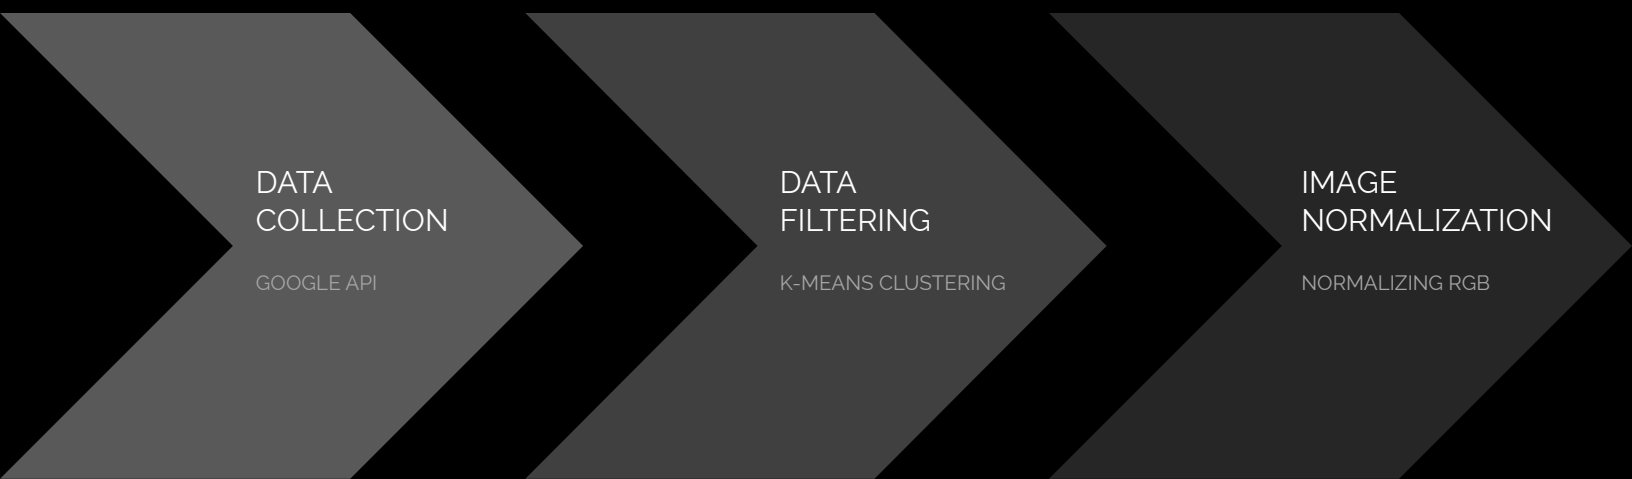 DATA
COLLECTION
GOOGLE API
DATA
FILTERING
K-MEANS CLUSTERING
IMAGE
NORMALIZATION
NORMALIZING RGB